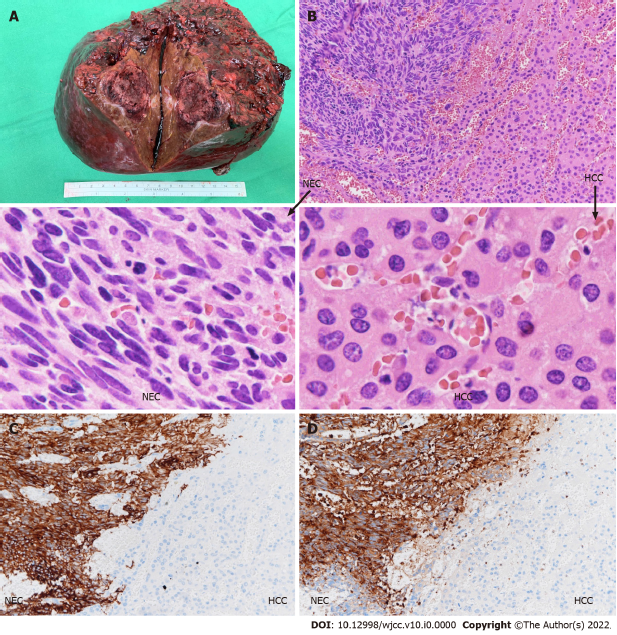 A
B
NEC
HCC
NEC
HCC
C
D
NEC
HCC
NEC
HCC
DOI: 10.12998/wjcc.v10.i0.0000 Copyright ©The Author(s) 2022.